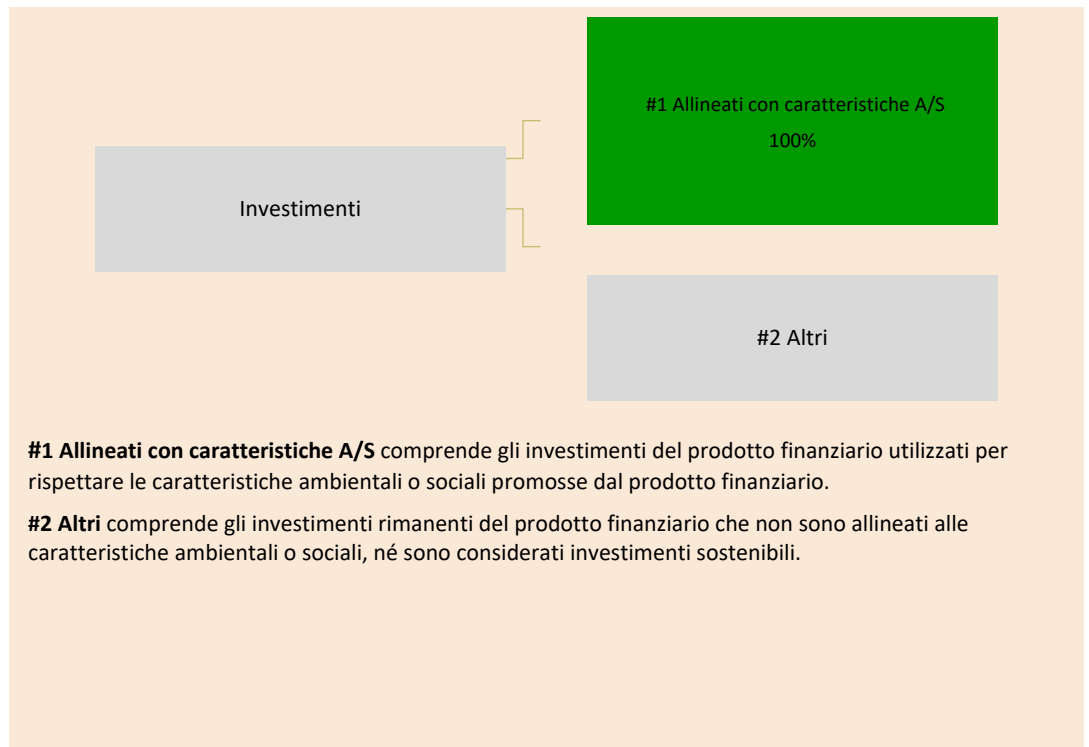 #1 Allineati con caratteristiche A/S
100%
Investimenti
#2 Altri
#1 Allineati con caratteristiche A/S comprende gli investimenti del prodotto finanziario utilizzati per
rispettare le caratteristiche ambientali o sociali promosse dal prodotto finanziario.
#2 Altri comprende gli investimenti rimanenti del prodotto finanziario che non sono allineati alle
caratteristiche ambientali o sociali, né sono considerati investimenti sostenibili.